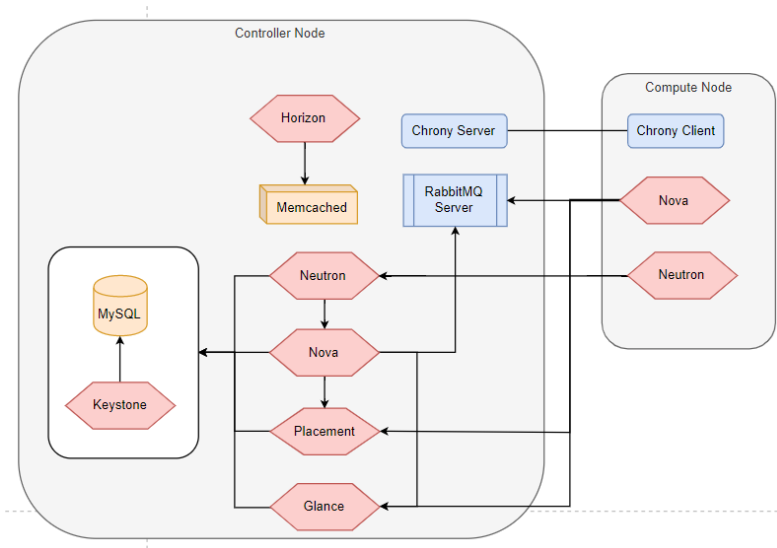 Controller Node
Compute Node
Horizon
Chrony Server
Chrony Client
Memcached
RabbitMQ
Server
Nova
Neutron
Neutron
MySQL
Nova
Keystone
Placement
Glance